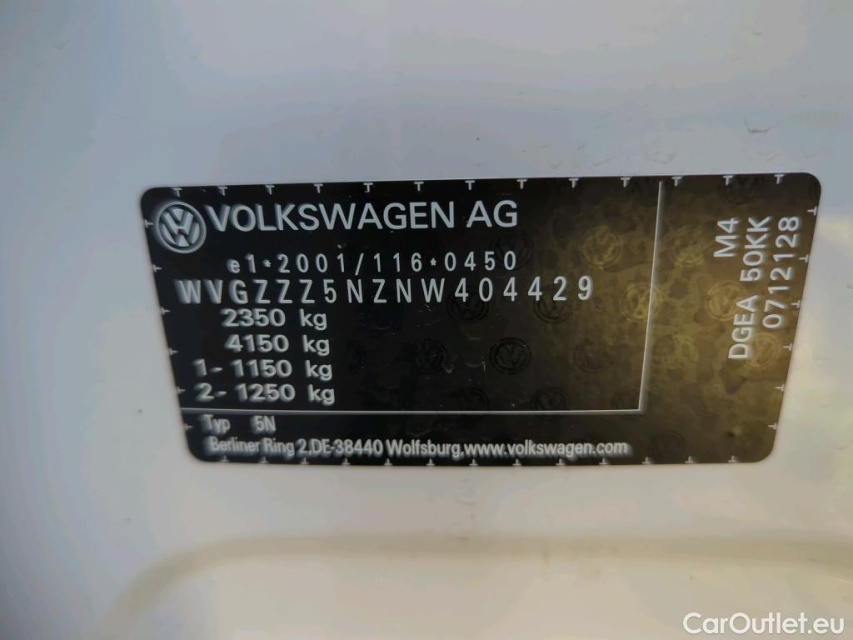 VOLKSWAGEN AG
e1*2001/116*0450
WVGZZZ5NZNW404429
2350 kg
4150 kg
1- 1150 kg
2- 1250 kg
Typ 5N
Berliner Ring 2,DE-38440 Wolfsburg,www.volkswagen.com
M4
DGEA 50KK
0712128
CarOutlet.eu